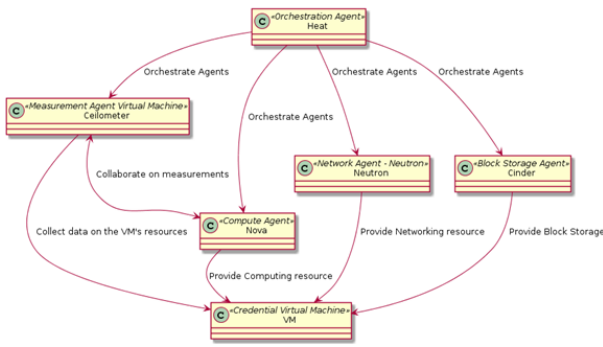 C «Orchestration Agent»
Heat
Orchestrate Agents
Orchestrate Agents
Orchestrate Agents
C «Measurement Agent Virtual Machine»
Ceilometer
Orchestrate Agents
C «Network Agent - Neutron»
Neutron
C «Block Storage Agent»
Cinder
Collaborate on measurements
C «Compute Agent»
Nova
Collect data on the VM's resources
Provide Networking resource
Provide Block Storage
Provide Computing resource
C «Credential Virtual Machine»
VM